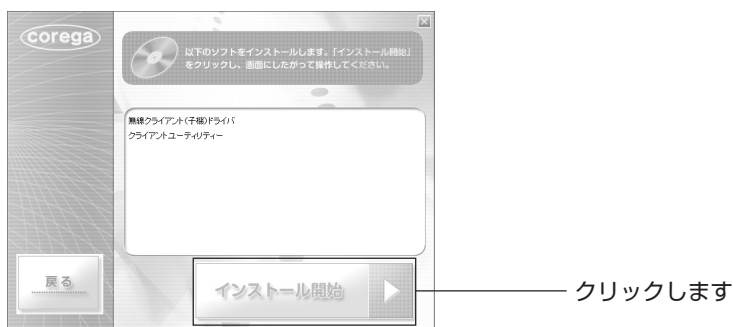 corega
以下のソフトをインストールします。「インストール開始」
をクリックし、画面にしたがって操作してください。
無線クライアント(子機)ドライバ
クライアントユーティリティー
戻る
インストール開始
クリックします